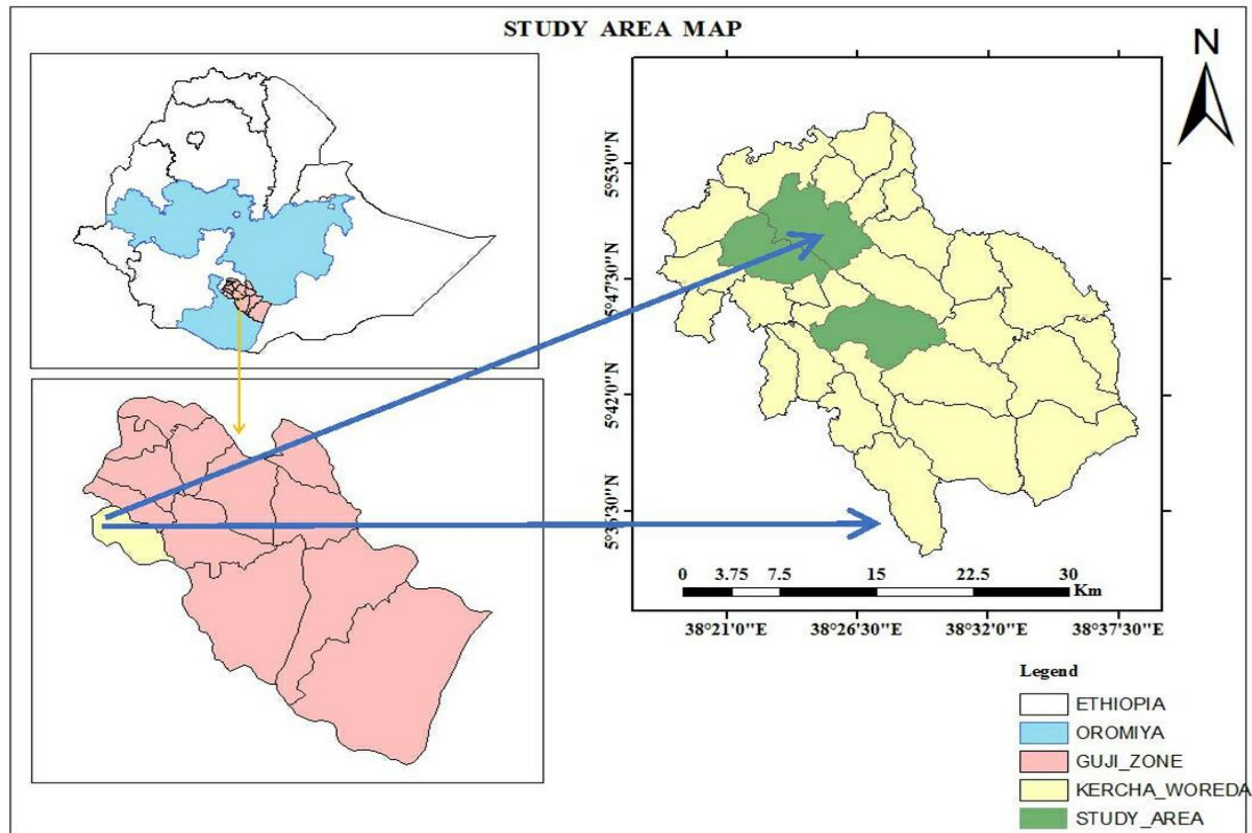 STUDY AREA MAP
N
5°53'0"N
5°47'30"N
5°42'0"N
5°36'30"N
0 3.75 7.5 15 22.5 30
Km
38°21'0"E 38°26'30"E 38°32'0"E 38°37'30"E
Legend
ETHIOPIA
OROMIYA
GUJI_ZONE
KERCHA_WOREDA
STUDY_AREA